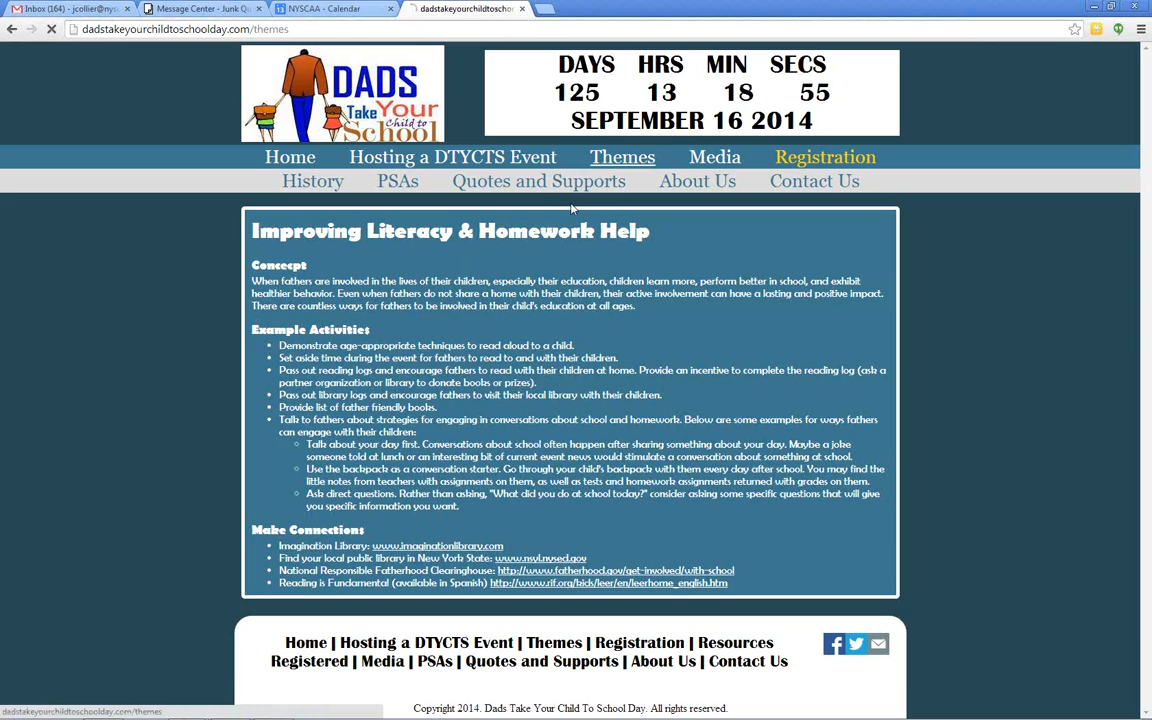 Inbox (164) - jcollier@nys
Message Center - Junk Qu
NYSCAA - Calendar
dadstakeyourchildtoschoo
dadstakeyourchildtoschoolday.com/themes
DADS
Take Your
Child to
School
DAYS HRS MIN SECS
125 13 18 55
SEPTEMBER 16 2014
Home Hosting a DTYCTS Event Themes Media Registration
History PSAs Quotes and Supports About Us Contact Us
Improving Literacy & Homework Help
Concecpt
When fathers are involved in the lives of their children, especially their education, children learn more, perform better in school, and exhibit
healthier behavior. Even when fathers do not share a home with their children, their active involvement can have a lasting and positive impact.
There are countless ways for fathers to be involved in their child's education at all ages.
Example Activities
• Demonstrate age-appropriate techniques to read aloud to a child.
• Set aside time during the event for fathers to read to and with their children.
• Pass out reading logs and encourage fathers to read with their children at home. Provide an incentive to complete the reading log (ask a
partner organization or library to donate books or prizes).
• Pass out library logs and encourage fathers to visit their local library with their children.
• Provide list of father friendly books.
• Talk to fathers about strategies for engaging in conversations about school and homework. Below are some examples for ways fathers
can engage with their children:
○ Talk about your day first. Conversations about school often happen after sharing something about your day. Maybe a joke
someone told at lunch or an interesting bit of current event news would stimulate a conversation about something at school.
○ Use the backpack as a conversation starter. Go through your child's backpack with them every day after school. You may find the
little notes from teachers with assignments on them, as well as tests and homework assignments returned with grades on them.
○ Ask direct questions. Rather than asking, "What did you do at school today?" consider asking some specific questions that will give
you specific information you want.
Make Connections
• Imagination Library: www.imaginationlibrary.com
• Find your local public library in New York State: www.nsyl.nysed.gov
• National Responsible Fatherhood Clearinghouse: http://www.fatherhood.gov/get-involved/with-school
• Reading is Fundamental (available in Spanish) http://www.rif.org/kids/leer/en/leerhome_english.htm
Home | Hosting a DTYCTS Event | Themes | Registration | Resources
Registered | Media | PSAs | Quotes and Supports | About Us | Contact Us
Copyright 2014. Dads Take Your Child To School Day. All rights reserved.
dadstakeyourchildtoschoolday.com/themes